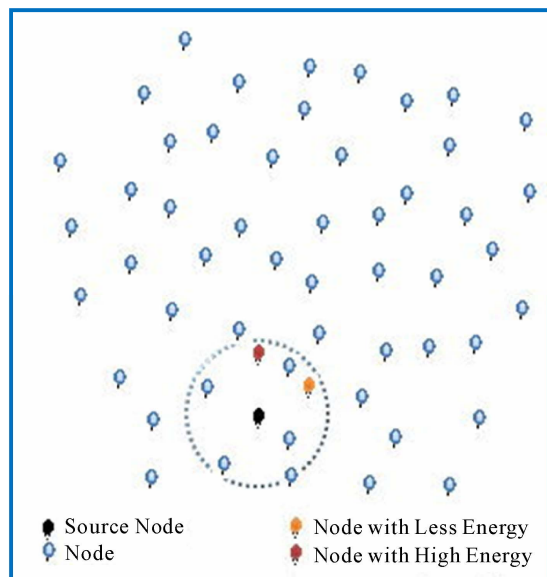 Source Node
Node
Node with Less Energy
Node with High Energy